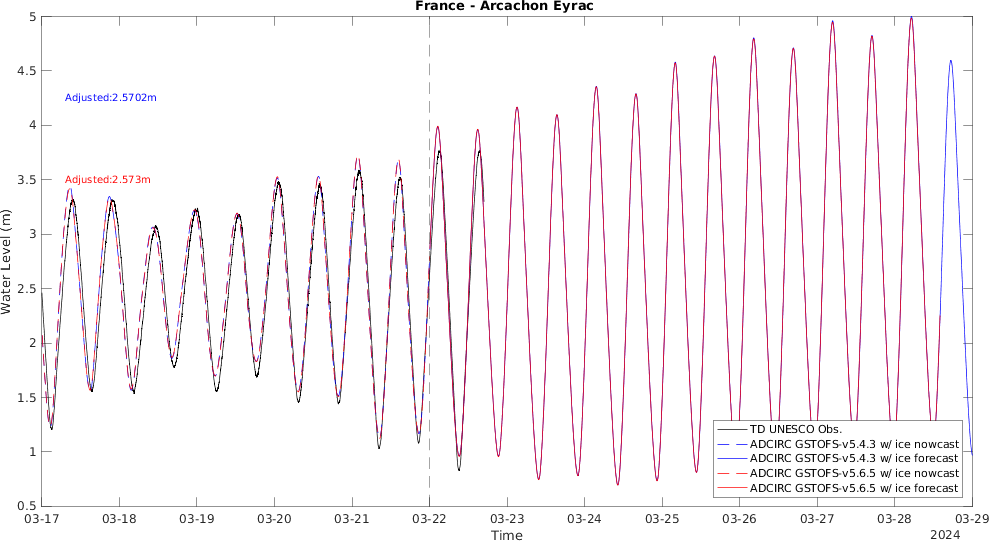 France - Arcachon Eyrac
5
4.5
4
3.5
3
2.5
2
1.5
1
0.5
Water Level (m)
Adjusted:2.5702m
Adjusted:2.573m
TD UNESCO Obs.
ADCIRC GSTOFS-v5.4.3 w/ ice nowcast
ADCIRC GSTOFS-v5.4.3 w/ ice forecast
ADCIRC GSTOFS-v5.6.5 w/ ice nowcast
ADCIRC GSTOFS-v5.6.5 w/ ice forecast
03-17 03-18 03-19 03-20 03-21 03-22 03-23 03-24 03-25 03-26 03-27 03-28 03-29
Time
2024